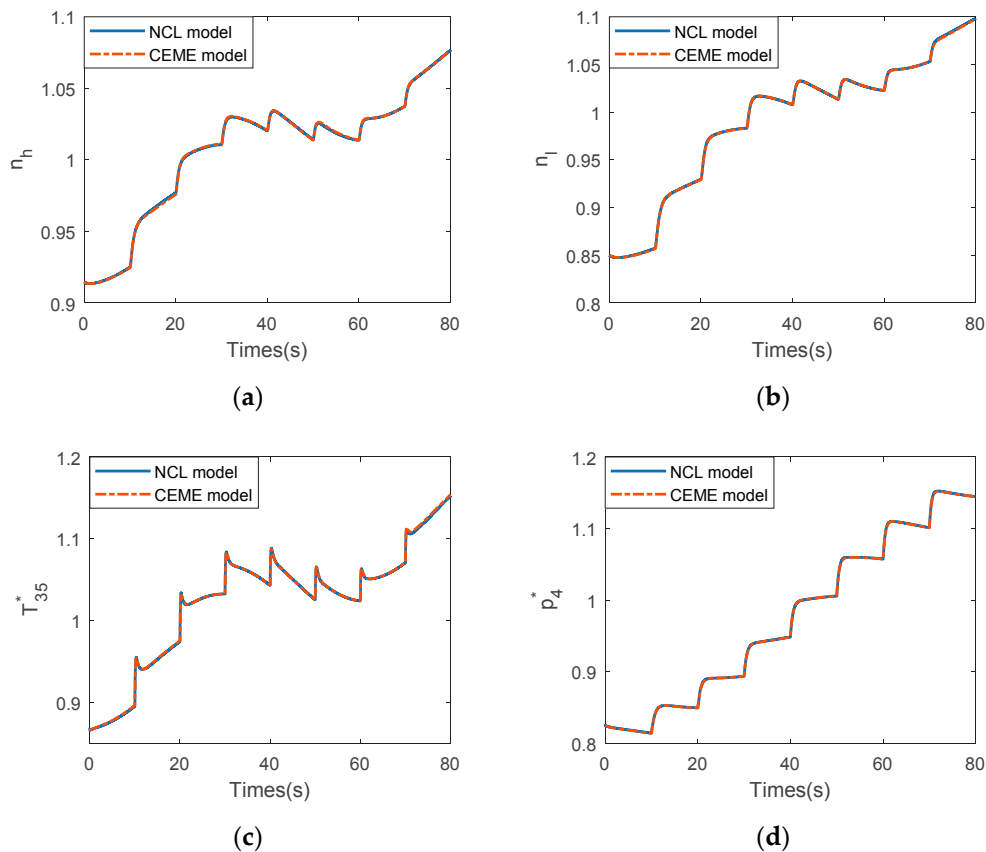 1.1
NCL model
CEME model
1.05
1
0.95
0.9
n_h
0 20 40 60 80
Times(s)
(a)
1.1
NCL model
CEME model
1.05
1
0.95
0.9
0.85
0.8
n_l
0 20 40 60 80
Times(s)
(b)
1.2
NCL model
CEME model
1.1
1
0.9
T*_35
0 20 40 60 80
Times(s)
(c)
1.2
NCL model
CEME model
1.1
1
0.9
0.8
p*_4
0 20 40 60 80
Times(s)
(d)